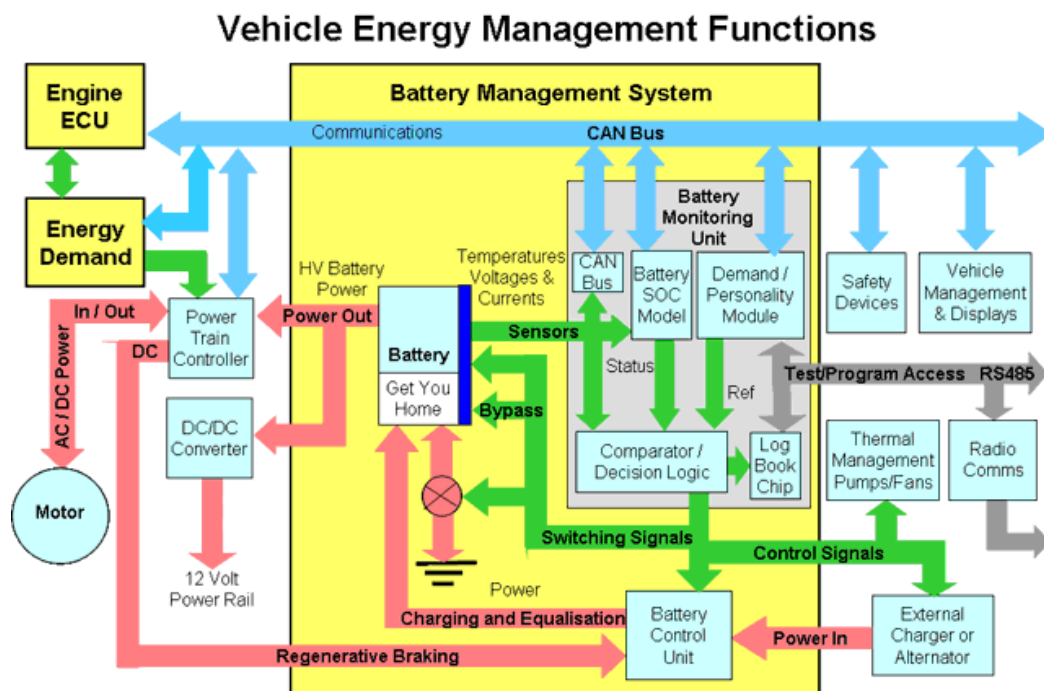 Vehicle Energy Management Functions
Engine
ECU
Battery Management System
Communications
CAN Bus
Energy
Demand
Battery
Monitoring
Unit
HV Battery
Power
Temperatures
Voltages &
Currents
CAN
Bus
Battery
SOC
Model
Demand /
Personality
Module
Safety
Devices
Vehicle
Management
& Displays
In / Out
Power
Train
Controller
Power Out
Battery
Sensors
DC
AC / DC Power
Get You
Home
Bypass
Status
Ref
Test/Program Access RS485
DC/DC
Converter
Comparator /
Decision Logic
Log
Book
Chip
Thermal
Management
Pumps/Fans
Radio
Comms
Motor
Switching Signals
Control Signals
12 Volt
Power Rail
Power
Charging and Equalisation
Battery
Control
Unit
Power In
External
Charger or
Alternator
Regenerative Braking